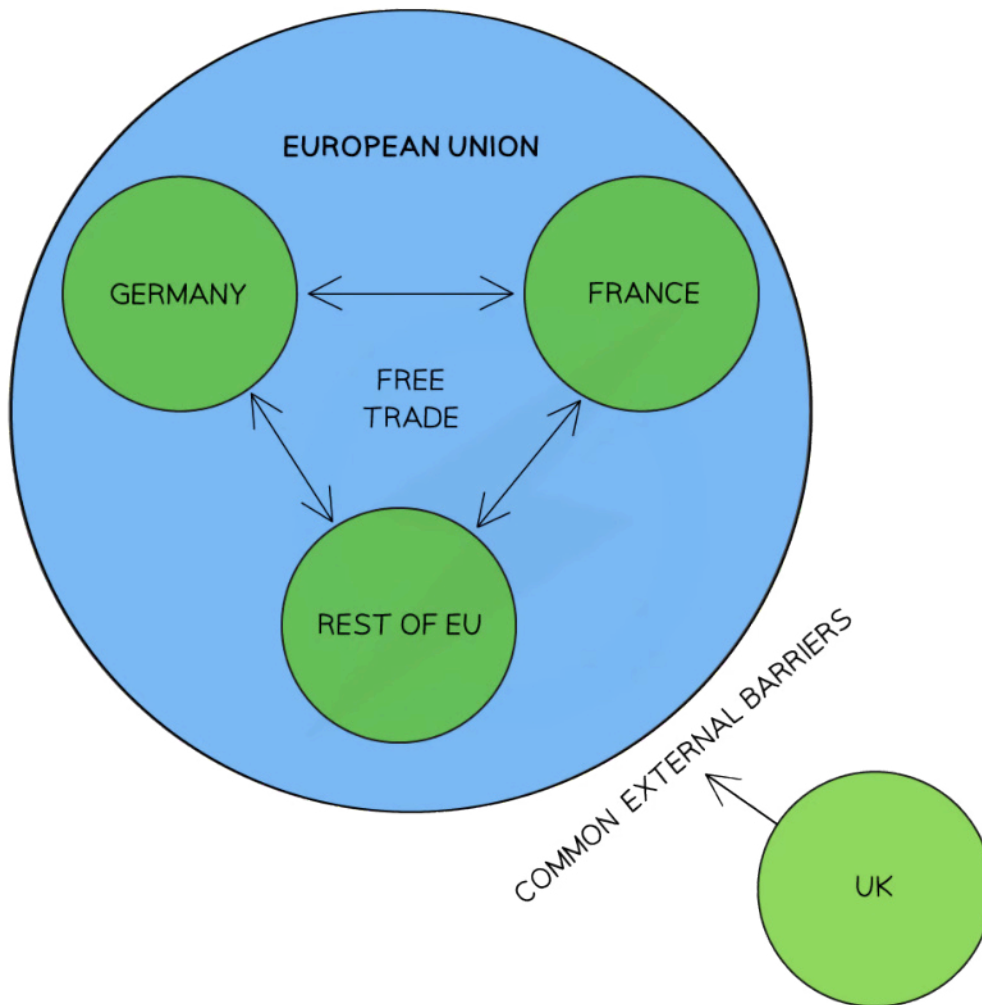 EUROPEAN UNION
GERMANY
FRANCE
FREE
TRADE
REST OF EU
COMMON EXTERNAL BARRIERS
UK